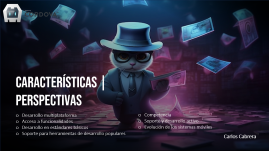 CARACTERÍSTICAS |
PERSPECTIVAS
o Desarrollo multiplataforma
o Acceso a funcionalidades
o Desarrollo en estándares básicos
o Soporte para herramientas de desarrollo populares
o Competencia
o Soporte y desarrollo activo
o Evolución de los sistemas móviles
Carlos Cabrera